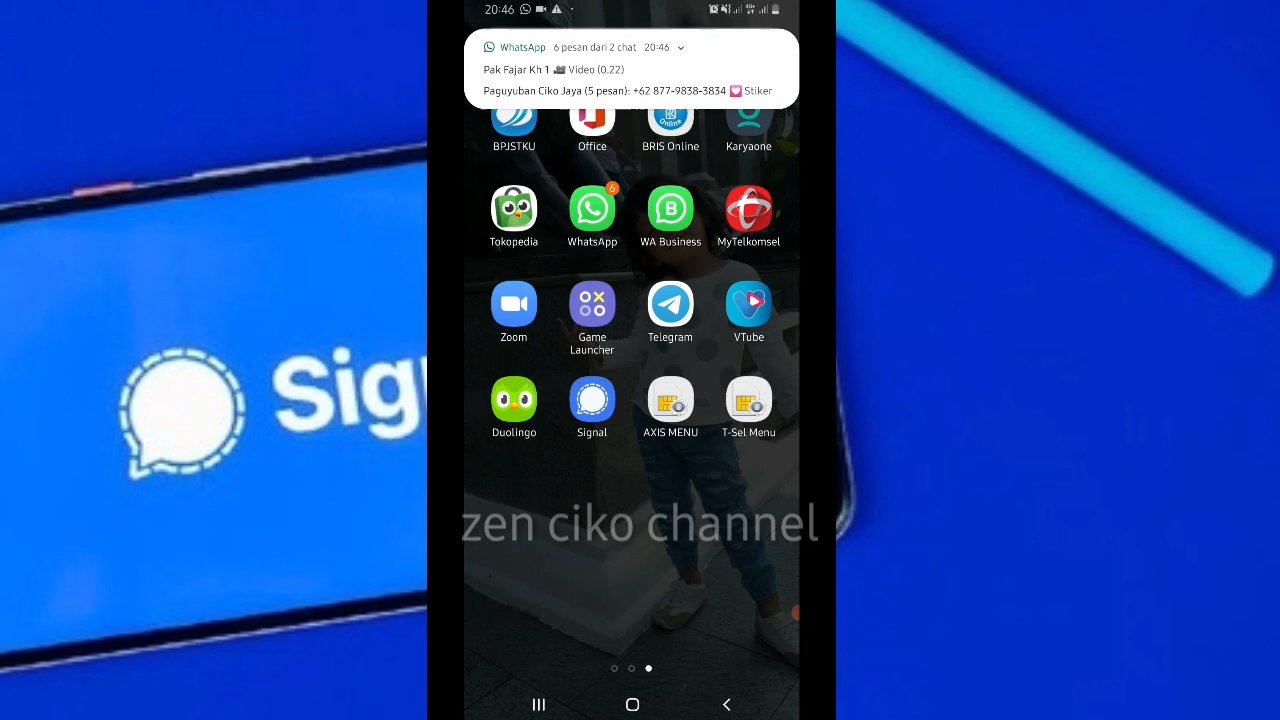 20:46
WhatsApp 6 pesan dari 2 chat 20:46
Pak Fajar Kh 1 Video (0.22)
Paguyuban Ciko Jaya (5 pesan): +62 877-9838-3834 Stiker
Online
BPJSTKU Office BRIS Online Karyaone
6
B
Tokopedia WhatsApp WA Business MyTelkomsel
Zoom Game Launcher Telegram VTube
Duolingo Signal AXIS MENU T-Sel Menu
Sig
zen ciko channel